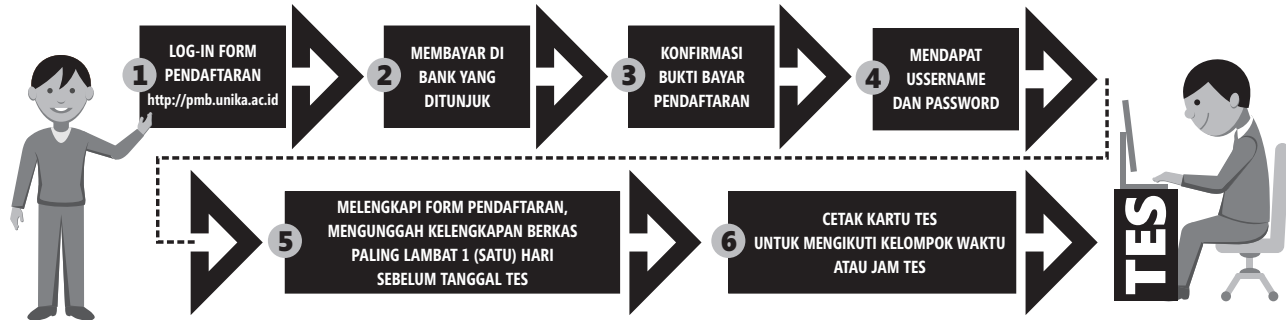 1
LOG-IN FORM
PENDAFTARAN
http://pmb.unika.ac.id
2
MEMBAYAR DI
BANK YANG
DITUNJUK
3
KONFIRMASI
BUKTI BAYAR
PENDAFTARAN
4
MENDAPAT
USSERNAME
DAN PASSWORD
5
MELENGKAPI FORM PENDAFTARAN,
MENGUNGGAH KELENGKAPAN BERKAS
PALING LAMBAT 1 (SATU) HARI
SEBELUM TANGGAL TES
6
CETAK KARTU TES
UNTUK MENGIKUTI KELOMPOK WAKTU
ATAU JAM TES
TES